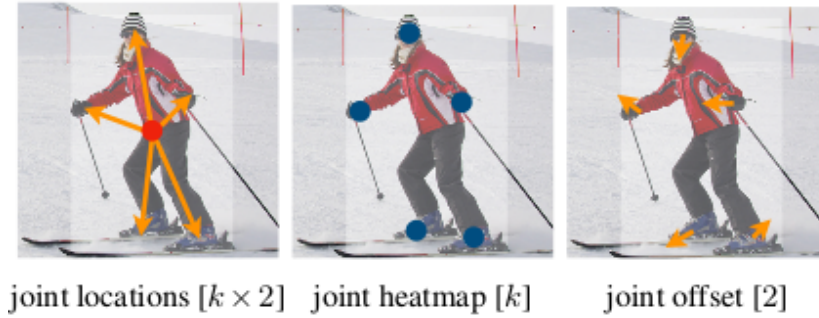 joint locations [k × 2]
joint heatmap [k]
joint offset [2]